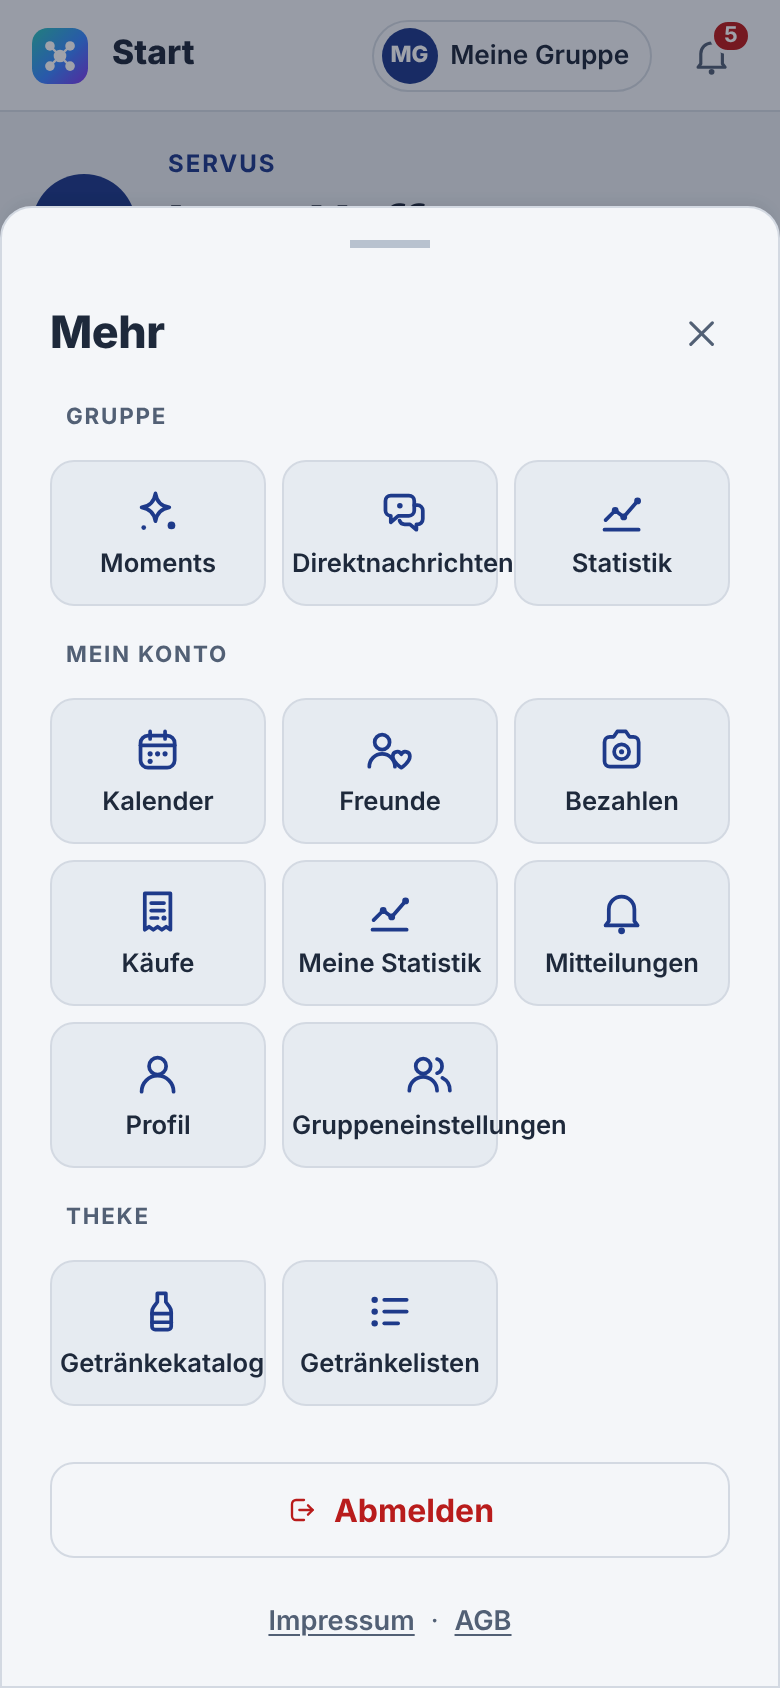 Start
MG Meine Gruppe
5
SERVUS
Mehr
GRUPPE
Moments
Direktnachrichten
Statistik
MEIN KONTO
Kalender
Freunde
Bezahlen
Käufe
Meine Statistik
Mitteilungen
Profil
Gruppeneinstellungen
THEKE
Getränkekatalog
Getränkelisten
Abmelden
Impressum · AGB